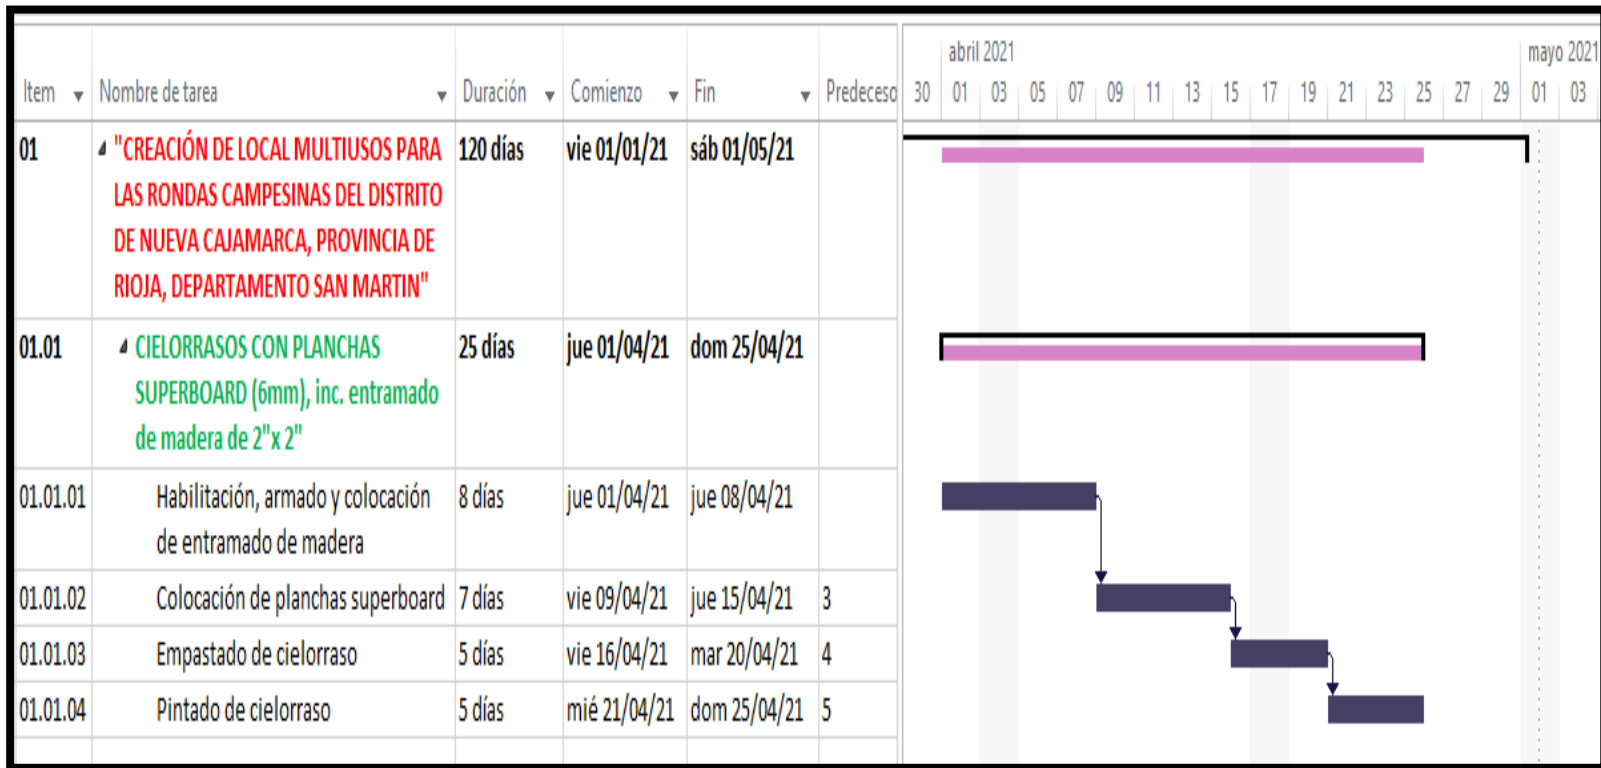 abril 2021 mayo 2021
Item Nombre de tarea Duración Comienzo Fin Predeceso 30 01 03 05 07 09 11 13 15 17 19 21 23 25 27 29 01 03
01 "CREACIÓN DE LOCAL MULTIUSOS PARA 120 días vie 01/01/21 sáb 01/05/21
LAS RONDAS CAMPESINAS DEL DISTRITO
DE NUEVA CAJAMARCA, PROVINCIA DE
RIOJA, DEPARTAMENTO SAN MARTIN"
01.01 CIELORRASOS CON PLANCHAS 25 días jue 01/04/21 dom 25/04/21
SUPERBOARD (6mm), inc. entramado
de madera de 2"x 2"
01.01.01 Habilitación, armado y colocación 8 días jue 01/04/21 jue 08/04/21
de entramado de madera
01.01.02 Colocación de planchas superboard 7 días vie 09/04/21 jue 15/04/21 3
01.01.03 Empastado de cielorraso 5 días vie 16/04/21 mar 20/04/21 4
01.01.04 Pintado de cielorraso 5 días mié 21/04/21 dom 25/04/21 5